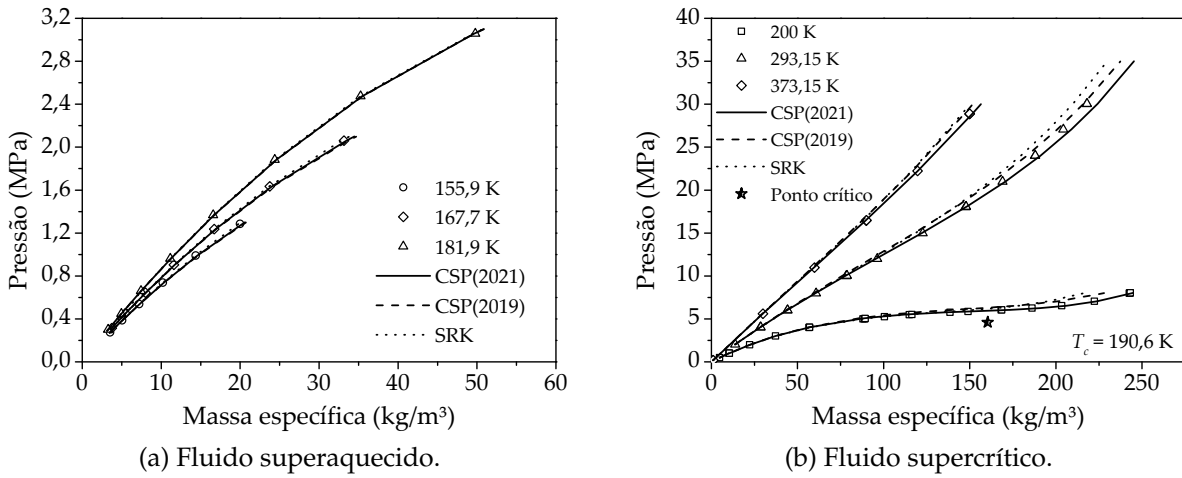 3,2
2,8
2,4
2,0
1,6
1,2
0,8
0,4
0,0
Pressão (MPa)
155,9 K
167,7 K
181,9 K
CSP(2021)
CSP(2019)
SRK
0 10 20 30 40 50 60
Massa específica (kg/m³)
(a) Fluido superaquecido.
40
35
30
25
20
15
10
5
0
Pressão (MPa)
200 K
293,15 K
373,15 K
CSP(2021)
CSP(2019)
SRK
Ponto crítico
T_c = 190,6 K
0 50 100 150 200 250
Massa específica (kg/m³)
(b) Fluido supercrítico.